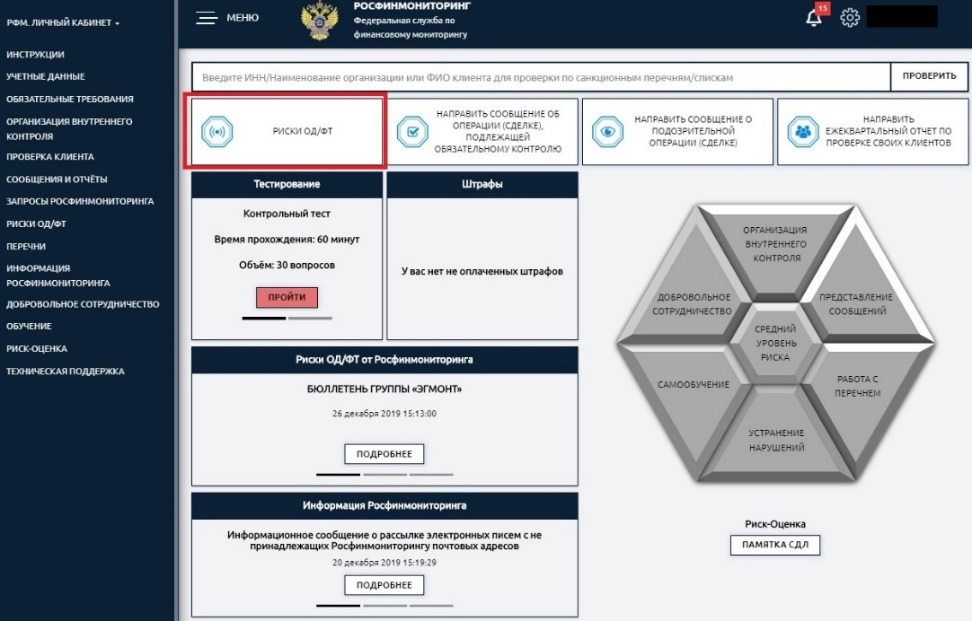 РФМ. ЛИЧНЫЙ КАБИНЕТ
ИНСТРУКЦИИ
УЧЕТНЫЕ ДАННЫЕ
ОБЯЗАТЕЛЬНЫЕ ТРЕБОВАНИЯ
ОРГАНИЗАЦИЯ ВНУТРЕННЕГО
КОНТРОЛЯ
ПРОВЕРКА КЛИЕНТА
СООБЩЕНИЯ И ОТЧЁТЫ
ЗАПРОСЫ РОСФИНМОНИТОРИНГА
РИСКИ ОД/ФТ
ПЕРЕЧНИ
ИНФОРМАЦИЯ
РОСФИНМОНИТОРИНГА
ДОБРОВОЛЬНОЕ СОТРУДНИЧЕСТВО
ОБУЧЕНИЕ
РИСК-ОЦЕНКА
ТЕХНИЧЕСКАЯ ПОДДЕРЖКА
МЕНЮ
РОСФИНМОНИТОРИНГ
Федеральная служба по
финансовому мониторингу
15
Введите ИНН/Наименование организации или ФИО клиента для проверки по санкционным перечням/спискам
ПРОВЕРИТЬ
РИСКИ ОД/ФТ
НАПРАВИТЬ СООБЩЕНИЕ ОБ
ОПЕРАЦИИ (СДЕЛКЕ),
ПОДЛЕЖАЩЕЙ
ОБЯЗАТЕЛЬНОМУ КОНТРОЛЮ
НАПРАВИТЬ СООБЩЕНИЕ О
ПОДОЗРИТЕЛЬНОЙ
ОПЕРАЦИИ (СДЕЛКЕ)
НАПРАВИТЬ
ЕЖЕКВАРТАЛЬНЫЙ ОТЧЕТ ПО
ПРОВЕРКЕ СВОИХ КЛИЕНТОВ
Тестирование
Контрольный тест
Время прохождения: 60 минут
Объём: 30 вопросов
ПРОЙТИ
Штрафы
У вас нет не оплаченных штрафов
Риски ОД/ФТ от Росфинмониторинга
БЮЛЛЕТЕНЬ ГРУППЫ «ЭГМОНТ»
26 декабря 2019 15:13:00
ПОДРОБНЕЕ
Информация Росфинмониторинга
Информационное сообщение о рассылке электронных писем с не
принадлежащих Росфинмониторингу почтовых адресов
20 декабря 2019 15:19:29
ПОДРОБНЕЕ
ОРГАНИЗАЦИЯ
ВНУТРЕННЕГО
КОНТРОЛЯ
ДОБРОВОЛЬНОЕ
СОТРУДНИЧЕСТВО
ПРЕДСТАВЛЕНИЕ
СООБЩЕНИЙ
СРЕДНИЙ
УРОВЕНЬ
РИСКА
САМООБУЧЕНИЕ
РАБОТА С
ПЕРЕЧНЕМ
УСТРАНЕНИЕ
НАРУШЕНИЙ
Риск-Оценка
ПАМЯТКА СДЛ